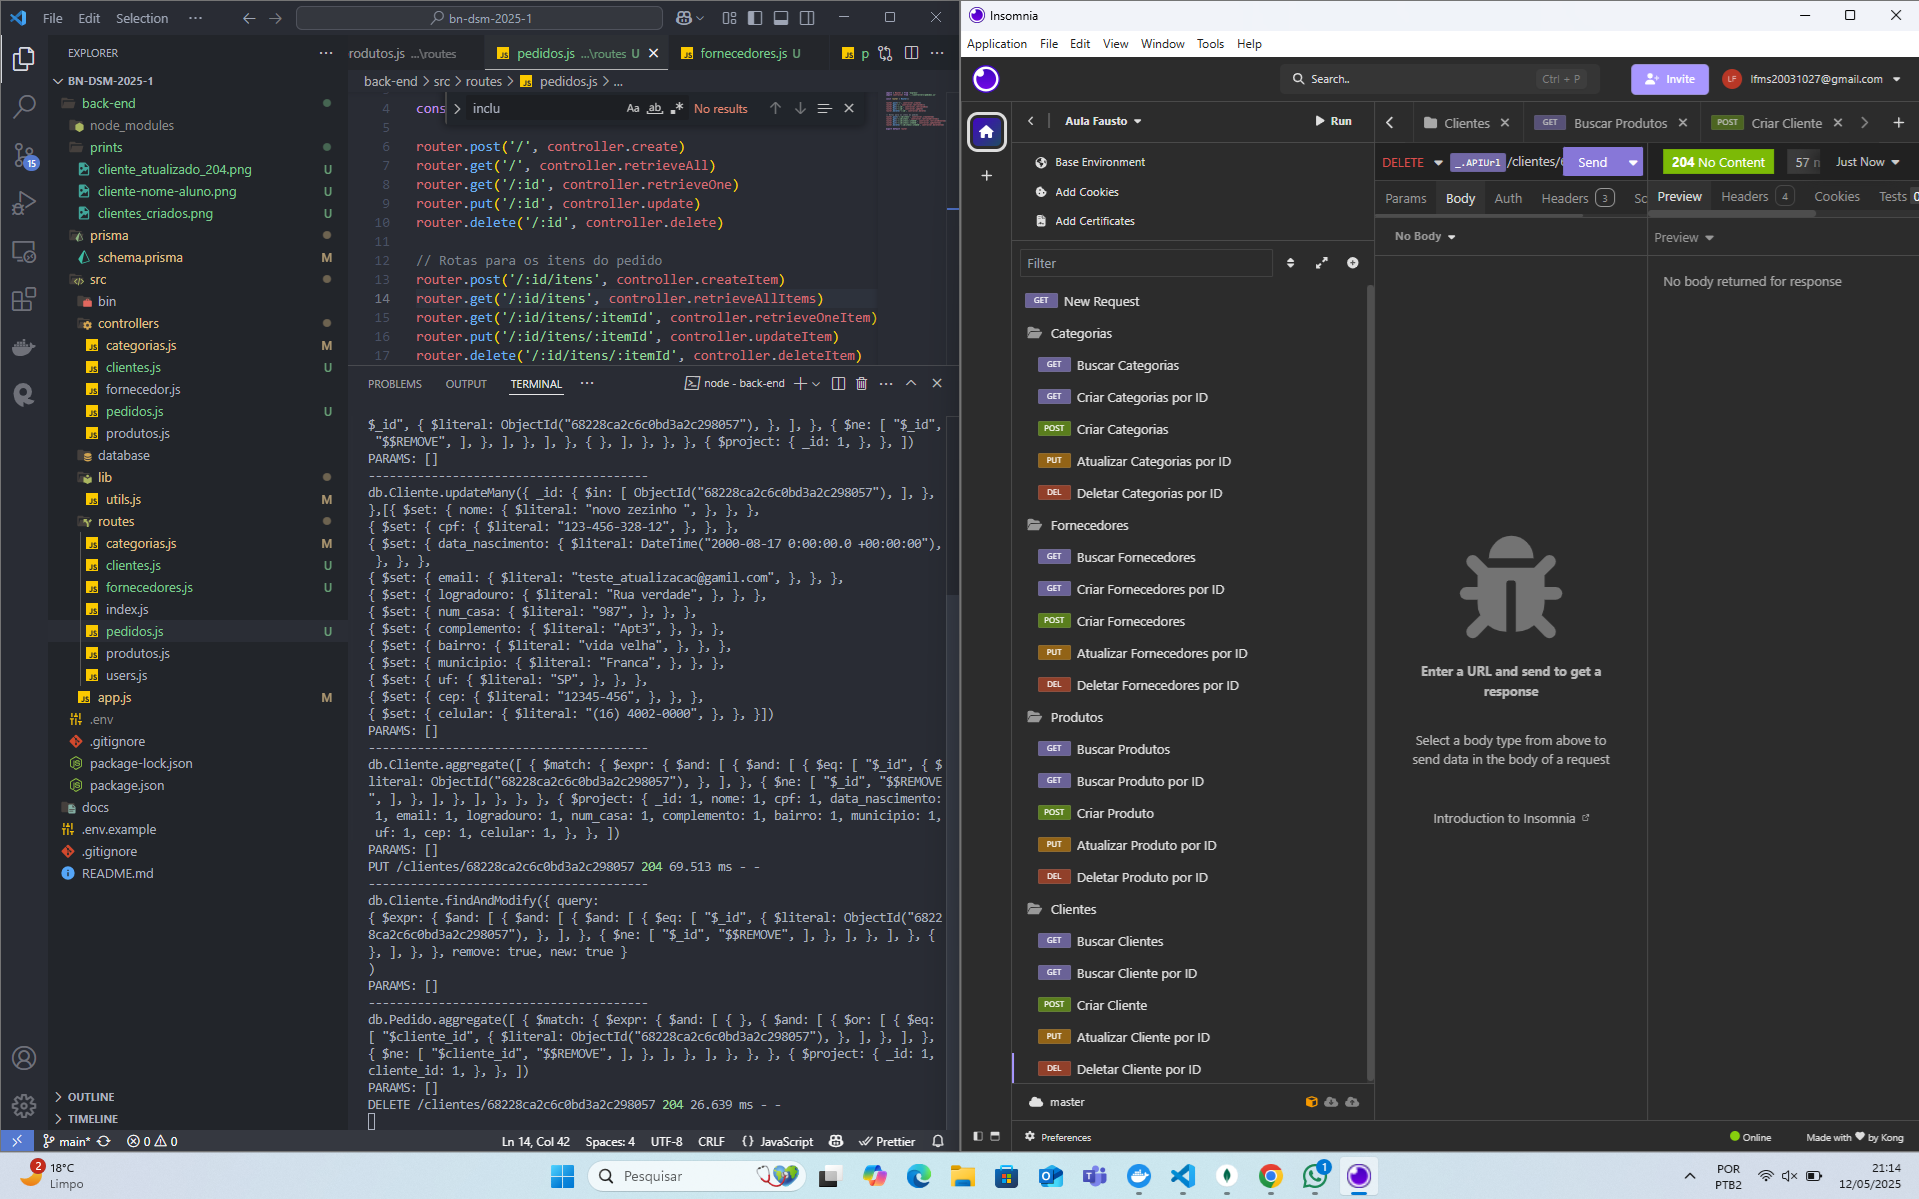 File Edit Selection ··· bn-dsm-2025-1
EXPLORER ···
BN-DSM-2025-1
back-end
node_modules
prints
cliente_atualizado_204.png U
cliente-nome-aluno.png U
clientes_criados.png U
prisma
schema.prisma M
src
bin
controllers
categorias.js M
clientes.js U
fornecedor.js
pedidos.js U
produtos.js
database
lib
utils.js M
routes
categorias.js M
clientes.js U
fornecedores.js U
index.js
pedidos.js U
produtos.js
users.js
app.js M
.env
.gitignore
package-lock.json
package.json
docs
.env.example
.gitignore
README.md
OUTLINE
TIMELINE
15
rodutos.js ...\routes pedidos.js ...\routes U fornecedores.js U p
back-end > src > routes > pedidos.js > ...
inclu Aa ab No results
4 cons
5
6 router.post('/', controller.create)
7 router.get('/', controller.retrieveAll)
8 router.get('/:id', controller.retrieveOne)
9 router.put('/:id', controller.update)
10 router.delete('/:id', controller.delete)
11
12 // Rotas para os itens do pedido
13 router.post('/:id/itens', controller.createItem)
14 router.get('/:id/itens', controller.retrieveAllItems)
15 router.get('/:id/itens/:itemId', controller.retrieveOneItem)
16 router.put('/:id/itens/:itemId', controller.updateItem)
17 router.delete('/:id/itens/:itemId', controller.deleteItem)
PROBLEMS OUTPUT TERMINAL ··· node - back-end
$_id", { $literal: ObjectId("68228ca2c6c0bd3a2c298057"), }, ], }, { $ne: [ "$_id",
"$$REMOVE", ], }, ], }, ], }, { }, ], }, }, }, { $project: { _id: 1, }, }, ])
PARAMS: []
----------------------------------------
db.Cliente.updateMany({ _id: { $in: [ ObjectId("68228ca2c6c0bd3a2c298057"), ], },
},[{ $set: { nome: { $literal: "novo zezinho ", }, }, },
{ $set: { cpf: { $literal: "123-456-328-12", }, }, },
{ $set: { data_nascimento: { $literal: DateTime("2000-08-17 0:00:00.0 +00:00:00"),
}, }, },
{ $set: { email: { $literal: "teste_atualizacao@gamil.com", }, }, },
{ $set: { logradouro: { $literal: "Rua verdade", }, }, },
{ $set: { num_casa: { $literal: "987", }, }, },
{ $set: { complemento: { $literal: "Apt3", }, }, },
{ $set: { bairro: { $literal: "vida velha", }, }, },
{ $set: { municipio: { $literal: "Franca", }, }, },
{ $set: { uf: { $literal: "SP", }, }, },
{ $set: { cep: { $literal: "12345-456", }, }, },
{ $set: { celular: { $literal: "(16) 4002-0000", }, }, }])
PARAMS: []
----------------------------------------
db.Cliente.aggregate([ { $match: { $expr: { $and: [ { $and: [ { $eq: [ "$_id", { $
literal: ObjectId("68228ca2c6c0bd3a2c298057"), }, ], }, { $ne: [ "$_id", "$$REMOVE
", ], }, ], }, ], }, }, }, { $project: { _id: 1, nome: 1, cpf: 1, data_nascimento:
1, email: 1, logradouro: 1, num_casa: 1, complemento: 1, bairro: 1, municipio: 1,
uf: 1, cep: 1, celular: 1, }, }, ])
PARAMS: []
PUT /clientes/68228ca2c6c0bd3a2c298057 204 69.513 ms - -
----------------------------------------
db.Cliente.findAndModify({ query:
{ $expr: { $and: [ { $and: [ { $and: [ { $eq: [ "$_id", { $literal: ObjectId("6822
8ca2c6c0bd3a2c298057"), }, ], }, { $ne: [ "$_id", "$$REMOVE", ], }, ], }, ], }, {
}, ], }, }, remove: true, new: true }
)
PARAMS: []
----------------------------------------
db.Pedido.aggregate([ { $match: { $expr: { $and: [ { }, { $and: [ { $or: [ { $eq:
[ "$cliente_id", { $literal: ObjectId("68228ca2c6c0bd3a2c298057"), }, ], }, ], },
{ $ne: [ "$cliente_id", "$$REMOVE", ], }, ], }, ], }, }, }, { $project: { _id: 1,
cliente_id: 1, }, }, ])
PARAMS: []
DELETE /clientes/68228ca2c6c0bd3a2c298057 204 26.639 ms - -
main* 0 0 Ln 14, Col 42 Spaces: 4 UTF-8 CRLF {} JavaScript Prettier
Insomnia
Application File Edit View Window Tools Help
Search.. Ctrl + P Invite LF lfms20031027@gmail.com
Aula Fausto Run
Base Environment
Add Cookies
Add Certificates
Filter
GET New Request
Categorias
GET Buscar Categorias
GET Criar Categorias por ID
POST Criar Categorias
PUT Atualizar Categorias por ID
DEL Deletar Categorias por ID
Fornecedores
GET Buscar Fornecedores
GET Criar Fornecedores por ID
POST Criar Fornecedores
PUT Atualizar Fornecedores por ID
DEL Deletar Fornecedores por ID
Produtos
GET Buscar Produtos
GET Buscar Produto por ID
POST Criar Produto
PUT Atualizar Produto por ID
DEL Deletar Produto por ID
Clientes
GET Buscar Clientes
GET Buscar Cliente por ID
POST Criar Cliente
PUT Atualizar Cliente por ID
DEL Deletar Cliente por ID
master
Preferences
Clientes GET Buscar Produtos POST Criar Cliente
DELETE _.APIUrl /clientes/6 Send
Params Body Auth Headers 3 Sc
No Body
Enter a URL and send to get a
response
Select a body type from above to
send data in the body of a request
Introduction to Insomnia
204 No Content 57 Just Now
Preview Headers 4 Cookies Tests 0
Preview
No body returned for response
Online Made with by Kong
2 18°C
Limpo
Pesquisar
1
POR
PTB2
21:14
12/05/2025